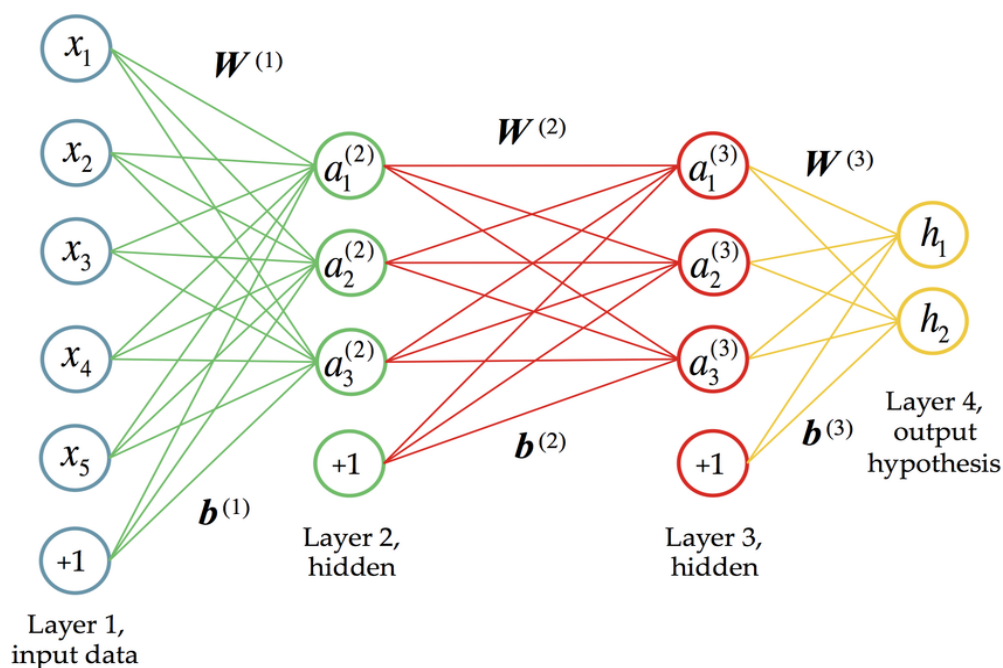 x₁
x₂
x₃
x₄
x₅
+1
Layer 1,
input data
W⁽¹⁾
b⁽¹⁾
a₁⁽²⁾
a₂⁽²⁾
a₃⁽²⁾
+1
Layer 2,
hidden
W⁽²⁾
b⁽²⁾
a₁⁽³⁾
a₂⁽³⁾
a₃⁽³⁾
+1
Layer 3,
hidden
W⁽³⁾
b⁽³⁾
h₁
h₂
Layer 4,
output
hypothesis